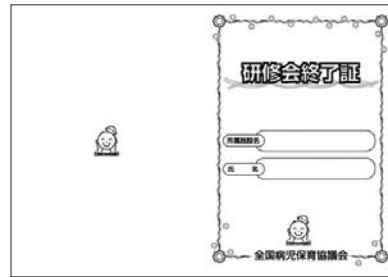 研修会終了証
所属施設名
氏 名
全国病児保育協議会